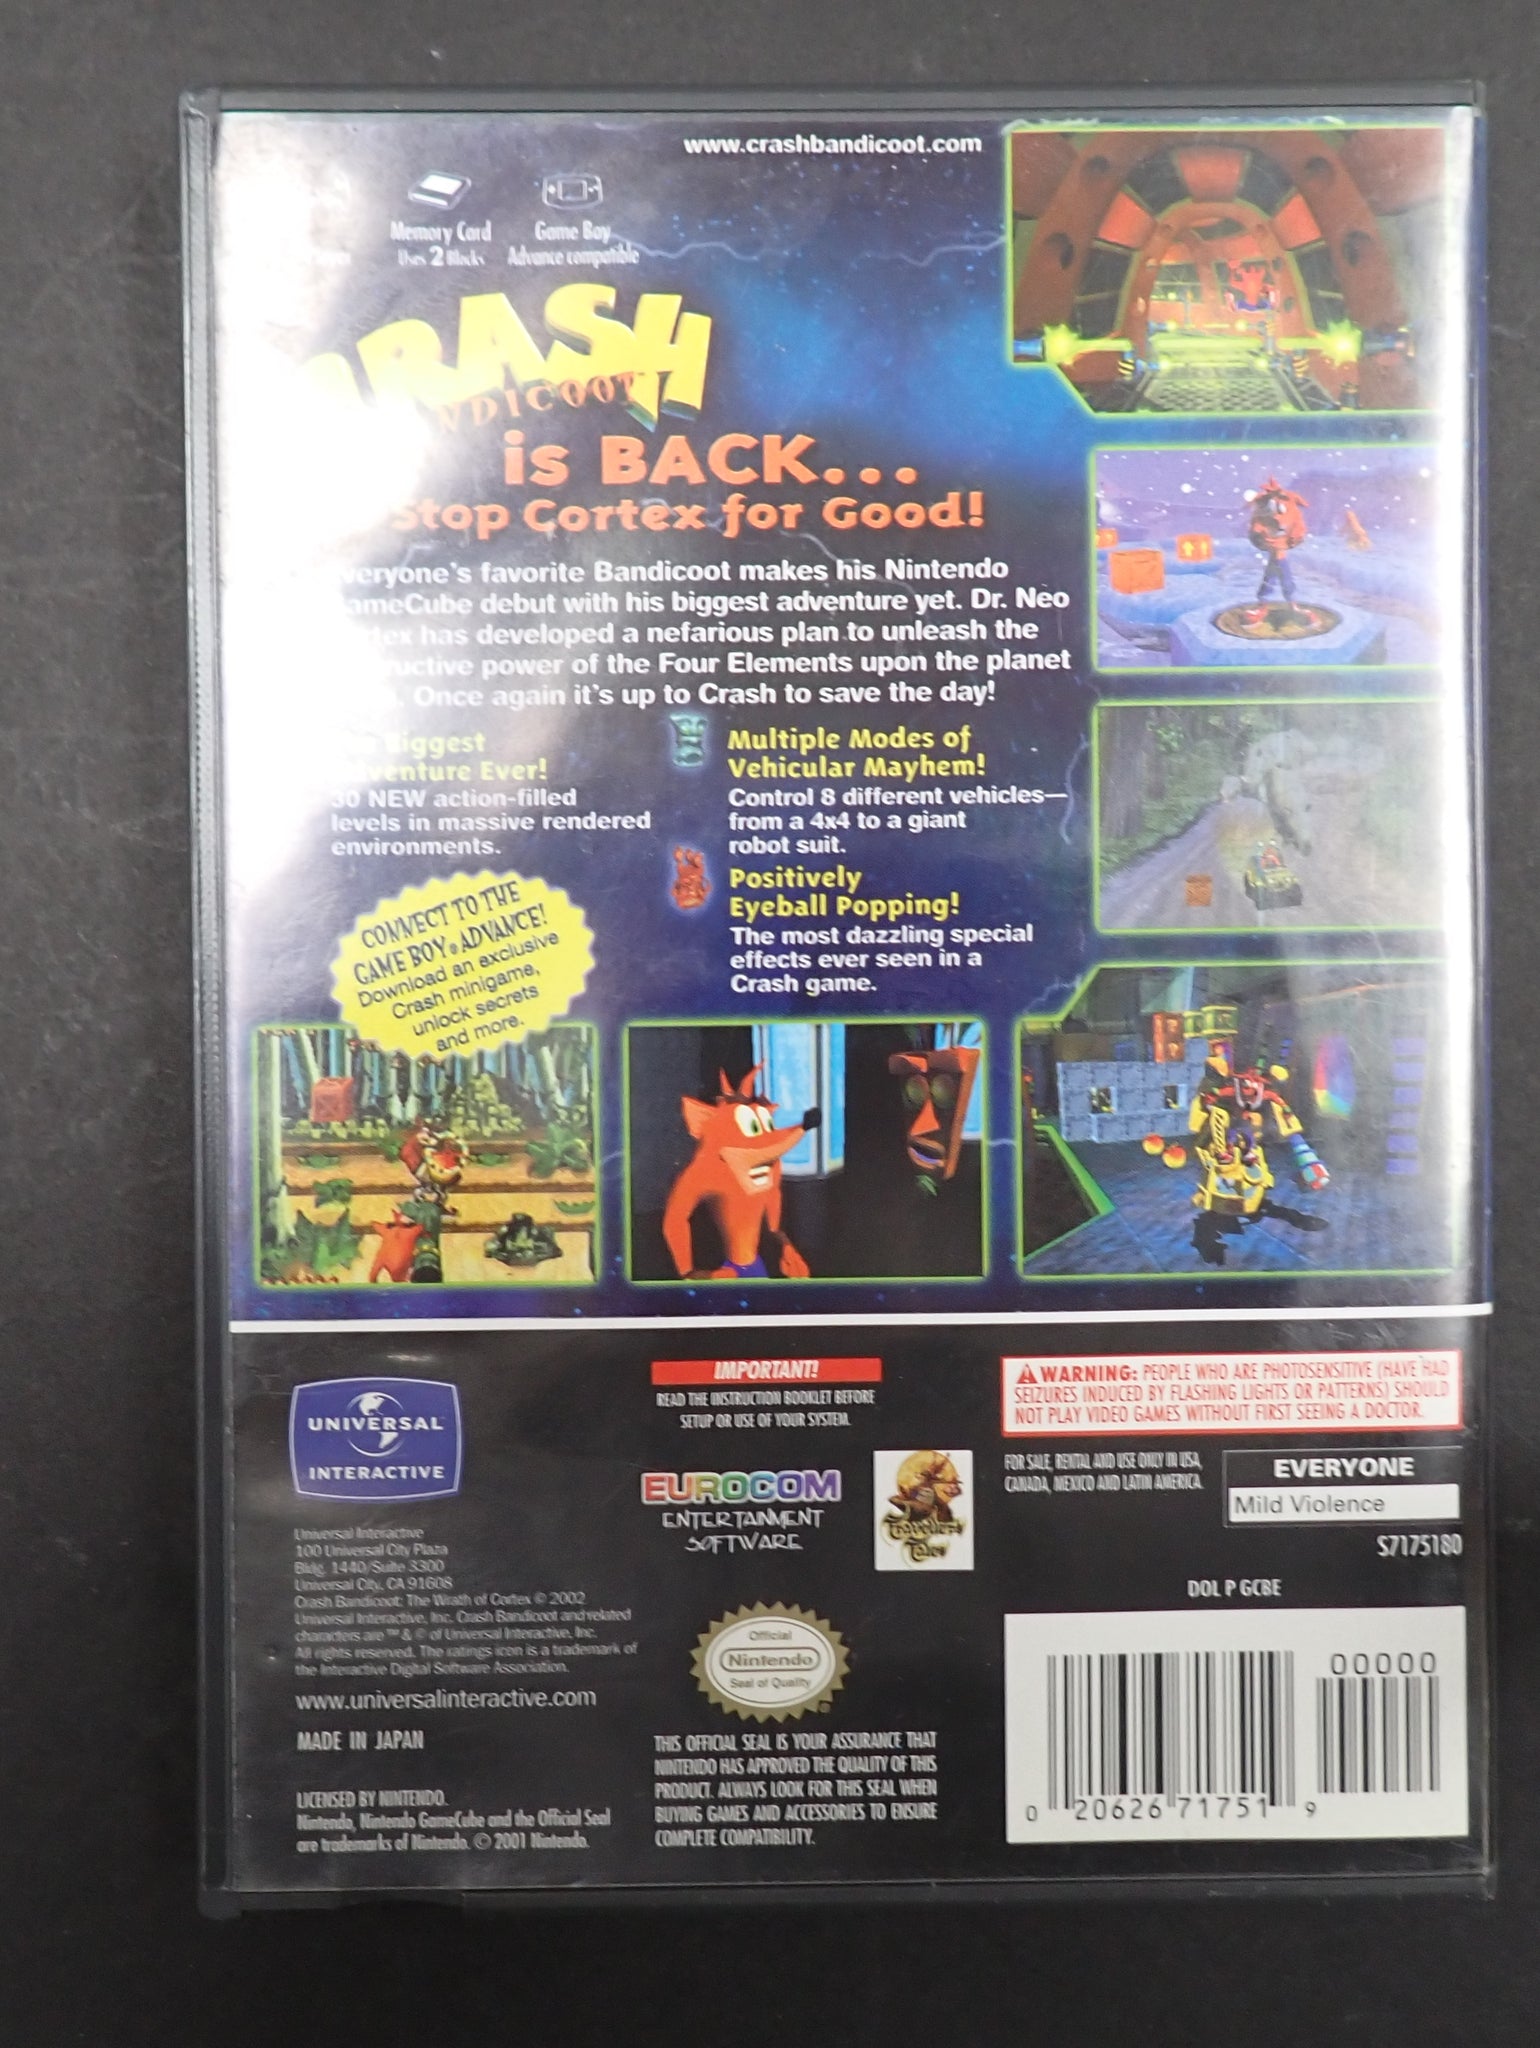 www.crashbandicoot.com
Memory Card
Uses 2 Blocks
Game Boy
Advance compatible
CRASH
BANDICOOT
is BACK...
Stop Cortex for Good!
Everyone's favorite Bandicoot makes his Nintendo
GameCube debut with his biggest adventure yet. Dr. Neo
Cortex has developed a nefarious plan to unleash the
power of the Four Elements upon the planet
Once again it's up to Crash to save the day!
Biggest
Adventure Ever!
30 NEW action-filled
levels in massive rendered
environments.
Multiple Modes of
Vehicular Mayhem!
Control 8 different vehicles—
from a 4x4 to a giant
robot suit.
Positively
Eyeball Popping!
The most dazzling special
effects ever seen in a
Crash game.
CONNECT TO THE
GAME BOY® ADVANCE!
Download an exclusive
Crash minigame,
unlock secrets
and more.
UNIVERSAL
INTERACTIVE
IMPORTANT!
READ THE INSTRUCTION BOOKLET BEFORE
SETUP OR USE OF YOUR SYSTEM.
WARNING: PEOPLE WHO ARE PHOTOSENSITIVE (HAVE HAD
SEIZURES INDUCED BY FLASHING LIGHTS OR PATTERNS) SHOULD
NOT PLAY VIDEO GAMES WITHOUT FIRST SEEING A DOCTOR.
FOR SALE, RENTAL AND USE ONLY IN USA,
CANADA, MEXICO AND LATIN AMERICA.
EVERYONE
Mild Violence
S7175180
DOL P GCBE
EUROCOM
ENTERTAINMENT
SOFTWARE
Traveller's
Tales
Universal Interactive
100 Universal City Plaza
Bldg. 1440/Suite 3300
Universal City, CA 91608
Crash Bandicoot: The Wrath of Cortex © 2002
Universal Interactive, Inc. Crash Bandicoot and related
characters are ™ & © of Universal Interactive, Inc.
All rights reserved. The ratings icon is a trademark of
the Interactive Digital Software Association.
www.universalinteractive.com
MADE IN JAPAN
LICENSED BY NINTENDO.
Nintendo, Nintendo GameCube and the Official Seal
are trademarks of Nintendo. © 2001 Nintendo.
Official
Nintendo
Seal of Quality
THIS OFFICIAL SEAL IS YOUR ASSURANCE THAT
NINTENDO HAS APPROVED THE QUALITY OF THIS
PRODUCT. ALWAYS LOOK FOR THIS SEAL WHEN
BUYING GAMES AND ACCESSORIES TO ENSURE
COMPLETE COMPATIBILITY.
00000
0 20626 71751 9